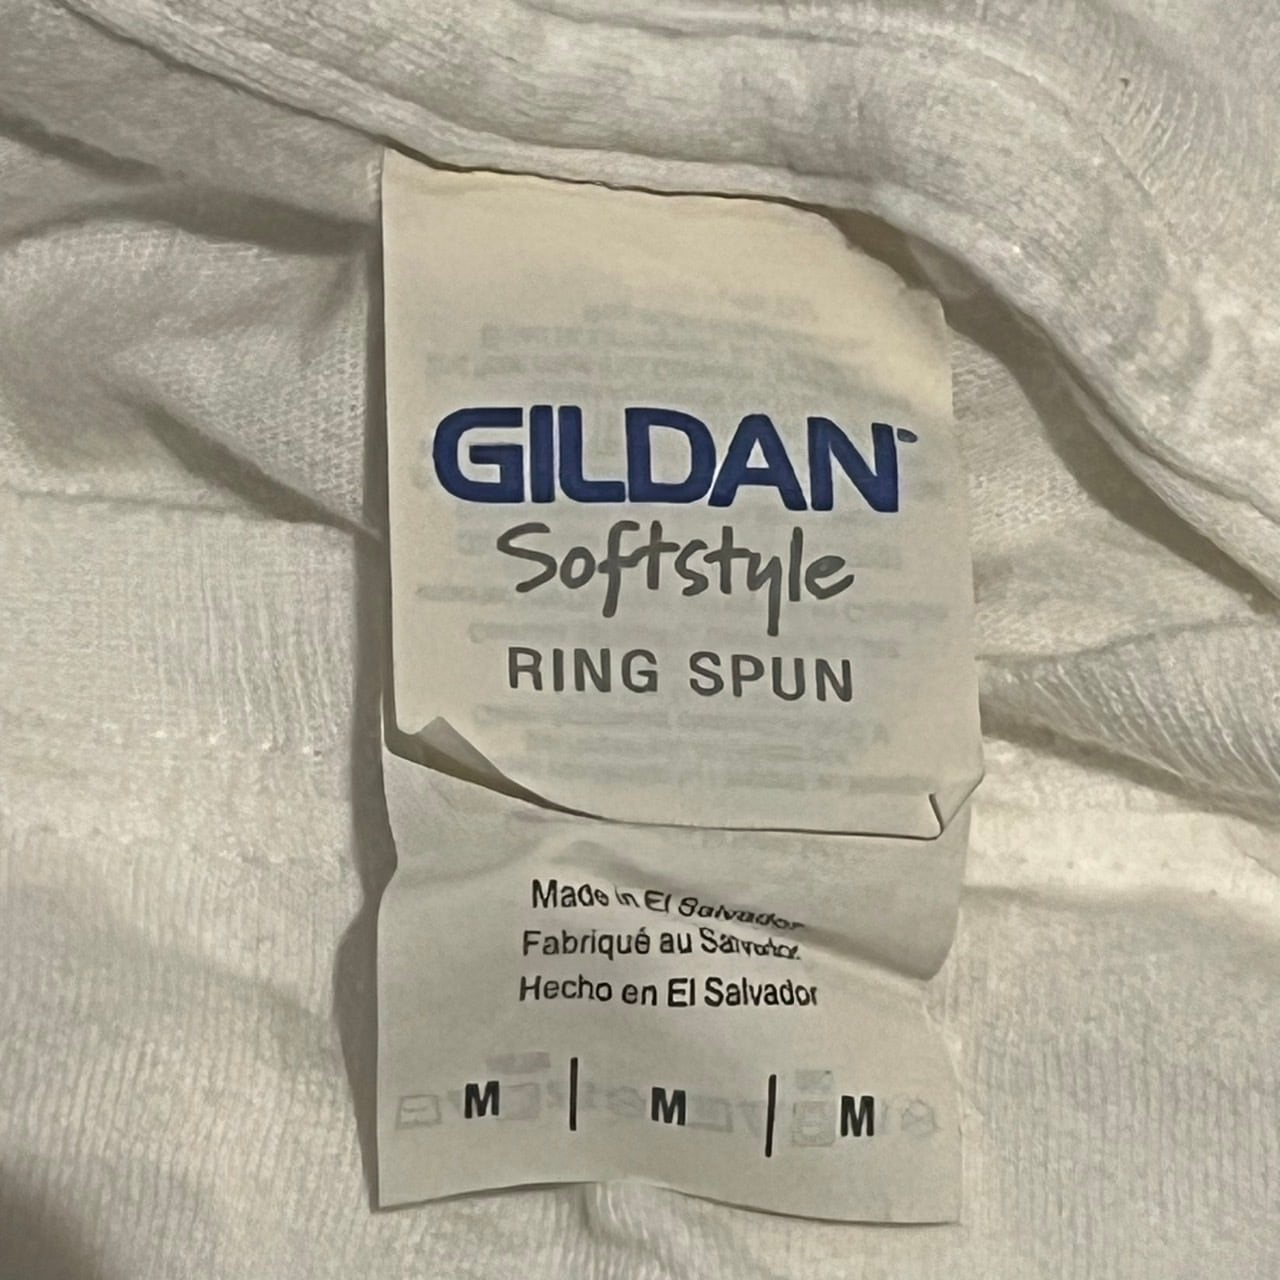 GILDAN
Softstyle
RING SPUN
Made in El Salvador
Fabriqué au Salvador
Hecho en El Salvador
M | M | M